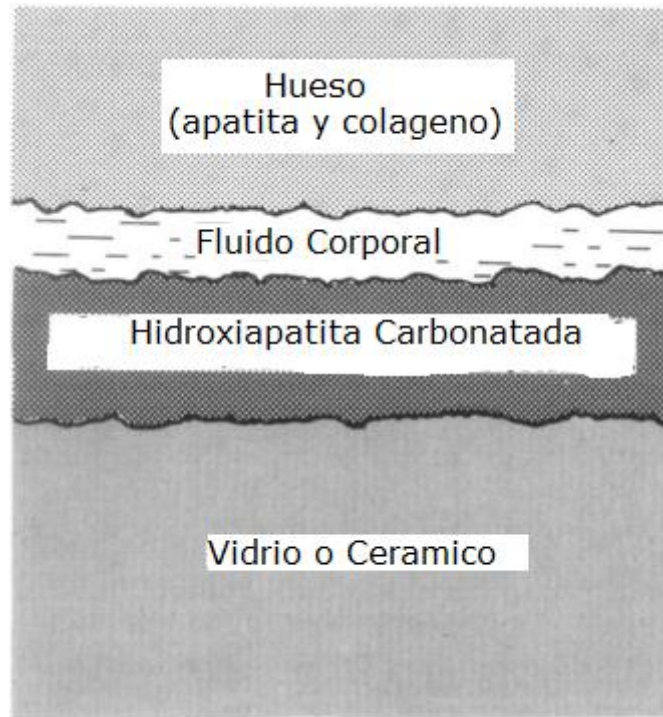 Hueso
(apatita y colageno)
Fluido Corporal
Hidroxiapatita Carbonatada
Vidrio o Ceramico